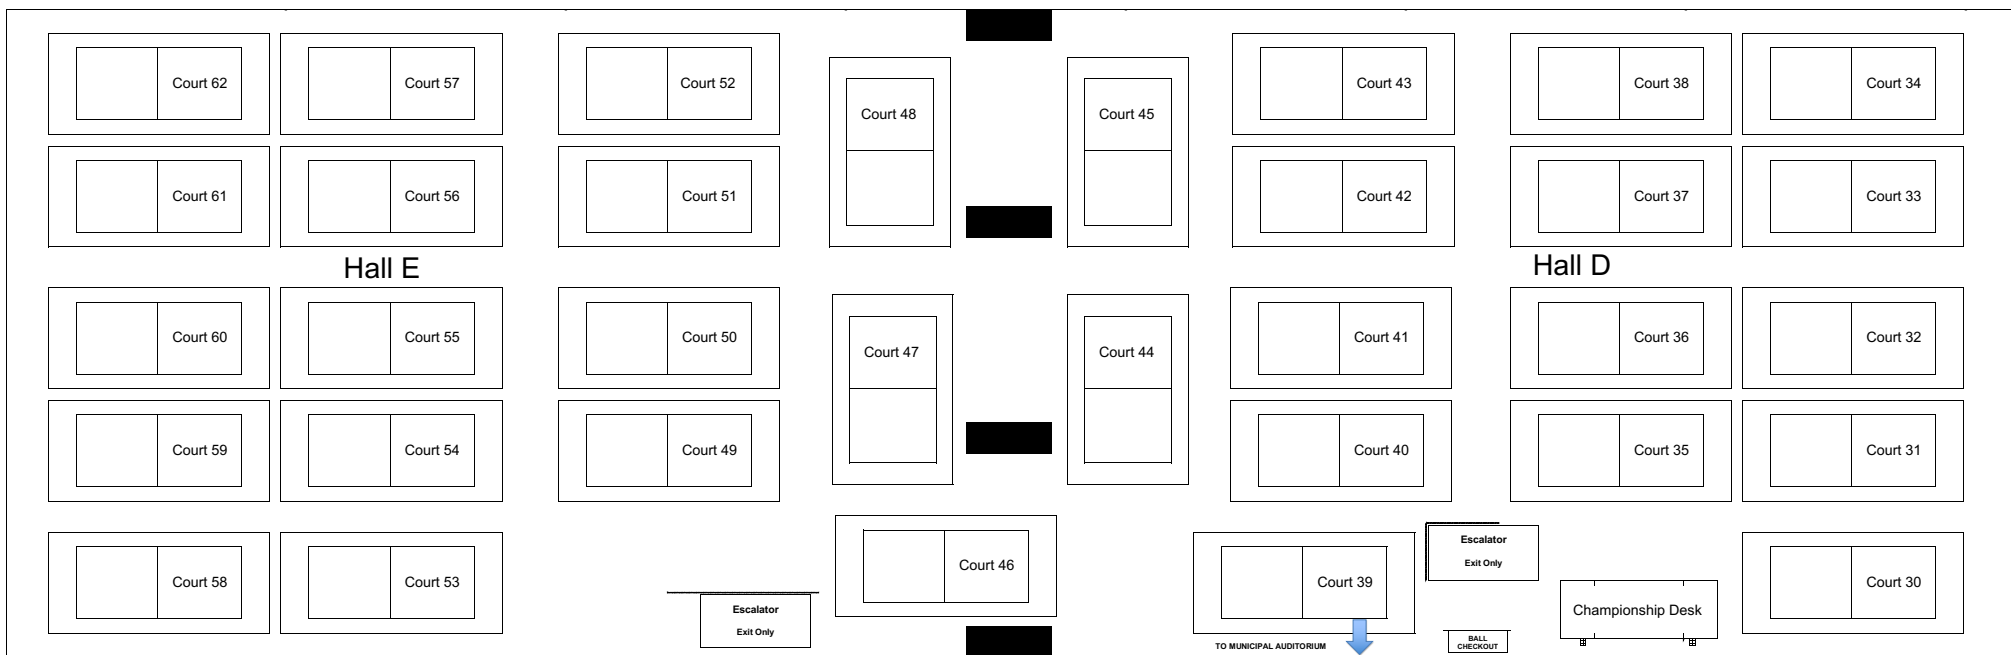 Court 62
Court 57
Court 52
Court 48
Court 45
Court 43
Court 38
Court 34
Court 61
Court 56
Court 51
Court 42
Court 37
Court 33
Hall E
Hall D
Court 60
Court 55
Court 50
Court 47
Court 44
Court 41
Court 36
Court 32
Court 59
Court 54
Court 49
Court 40
Court 35
Court 31
Court 58
Court 53
Escalator
Exit Only
Court 46
Court 39
Escalator
Exit Only
Championship Desk
Court 30
TO MUNICIPAL AUDITORIUM
BALL
CHECKOUT